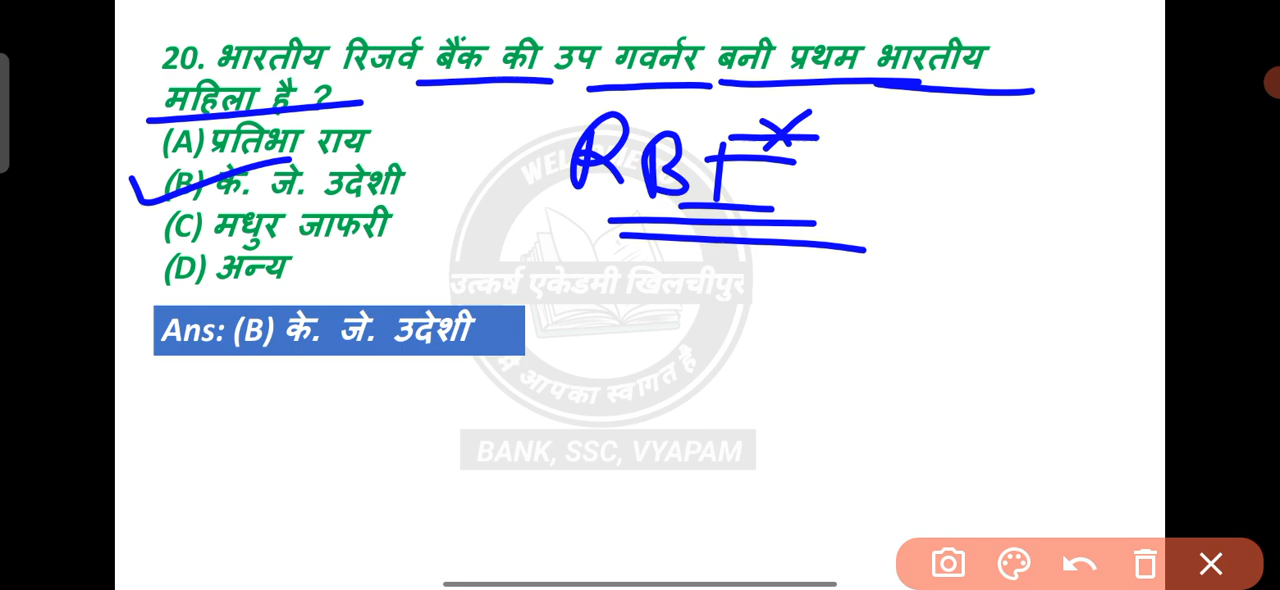 20. भारतीय रिजर्व बैंक की उप गवर्नर बनी प्रथम भारतीय
महिला है ?
(A) प्रतिभा राय
(B) के. जे. उदेशी
(C) मधुर जाफरी
(D) अन्य
Ans: (B) के. जे. उदेशी
RBI
उत्कर्ष एकेडमी खिलचीपुर
में आपका स्वागत है
BANK, SSC, VYAPAM